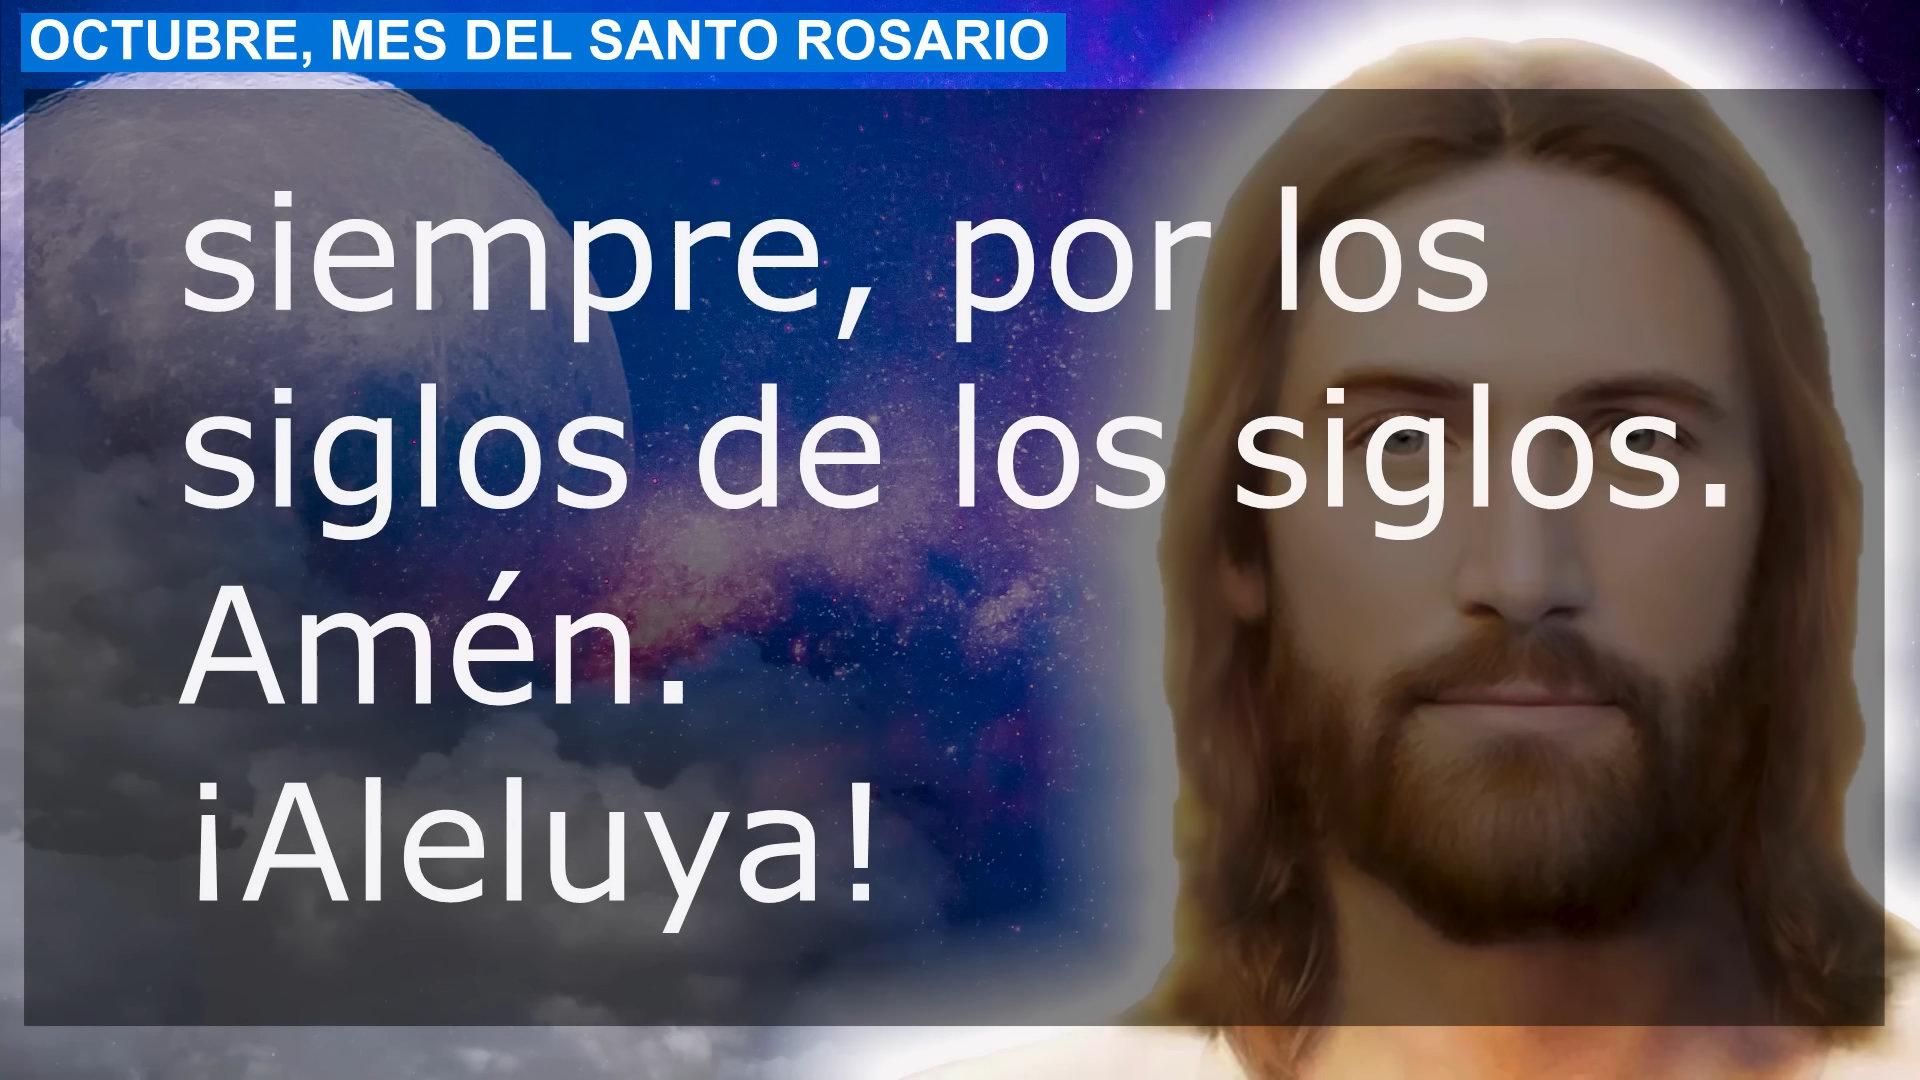 OCTUBRE, MES DEL SANTO ROSARIO
siempre, por los
siglos de los siglos.
Amén.
¡Aleluya!